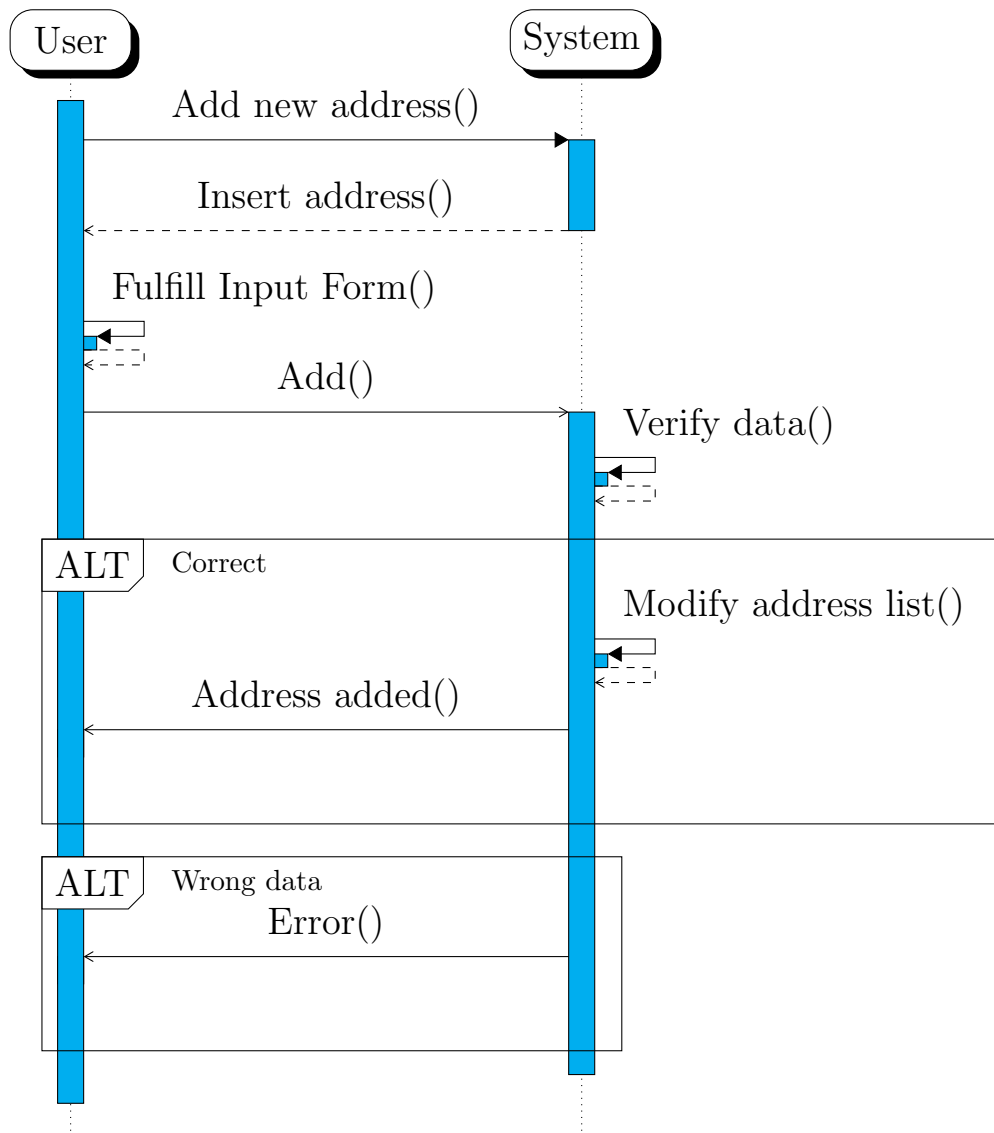 User
System
Add new address()
Insert address()
Fulfill Input Form()
Add()
Verify data()
ALT
Correct
Modify address list()
Address added()
ALT
Wrong data
Error()